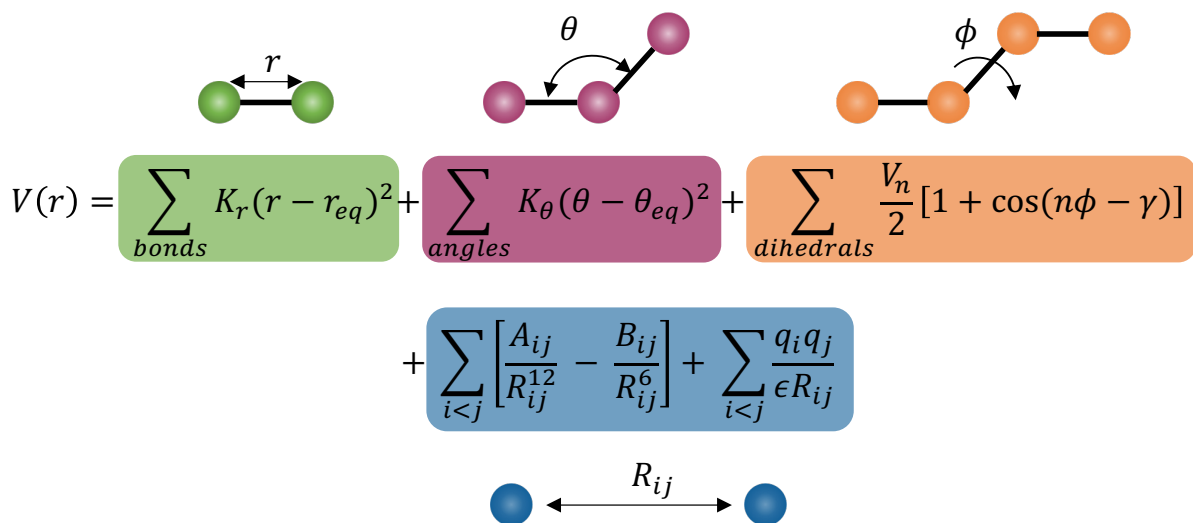 r
θ
ϕ
V(r) = ∑_{bonds} K_r(r − r_{eq})² + ∑_{angles} K_θ(θ − θ_{eq})² + ∑_{dihedrals} V_n/2 [1 + cos(nϕ − γ)]
+ ∑_{i<j} [A_{ij}/R_{ij}^{12} − B_{ij}/R_{ij}^{6}] + ∑_{i<j} q_i q_j/ϵR_{ij}
R_{ij}